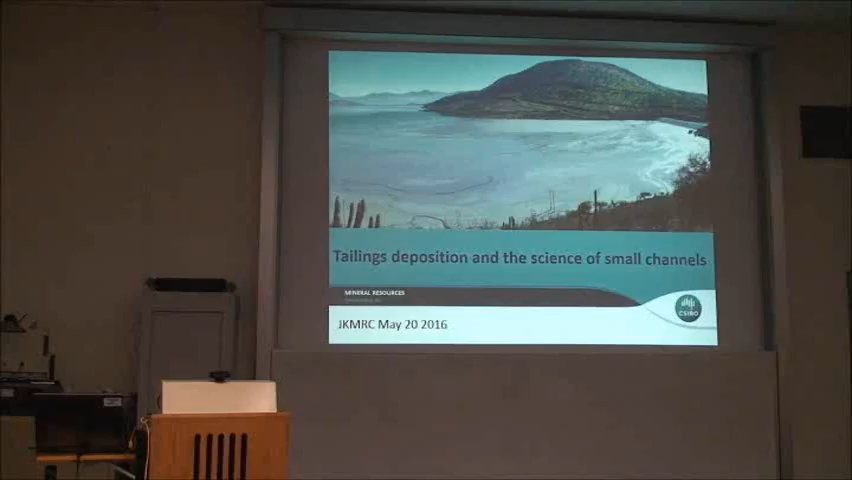 Tailings deposition and the science of small channels
MINERAL RESOURCES
CSIRO
JKMRC May 20 2016